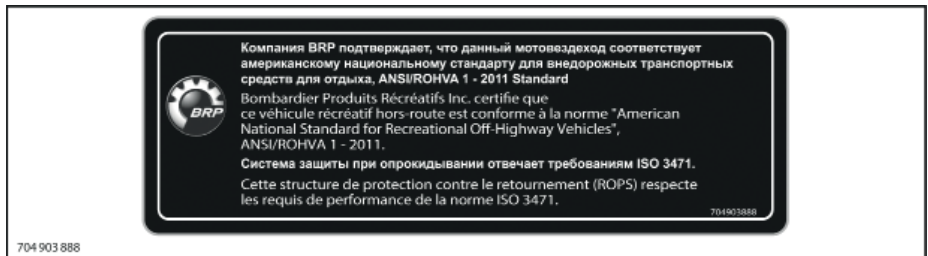 Компания BRP подтверждает, что данный мотовездеход соответствует
американскому национальному стандарту для внедорожных транспортных
средств для отдыха, ANSI/ROHVA 1 - 2011 Standard
BRP
Bombardier Produits Récréatifs Inc. certifie que
ce véhicule récréatif hors-route est conforme à la norme "American
National Standard for Recreational Off-Highway Vehicles",
ANSI/ROHVA 1 - 2011.
Система защиты при опрокидывании отвечает требованиям ISO 3471.
Cette structure de protection contre le retournement (ROPS) respecte
les requis de performance de la norme ISO 3471.
704903888
704 903 888